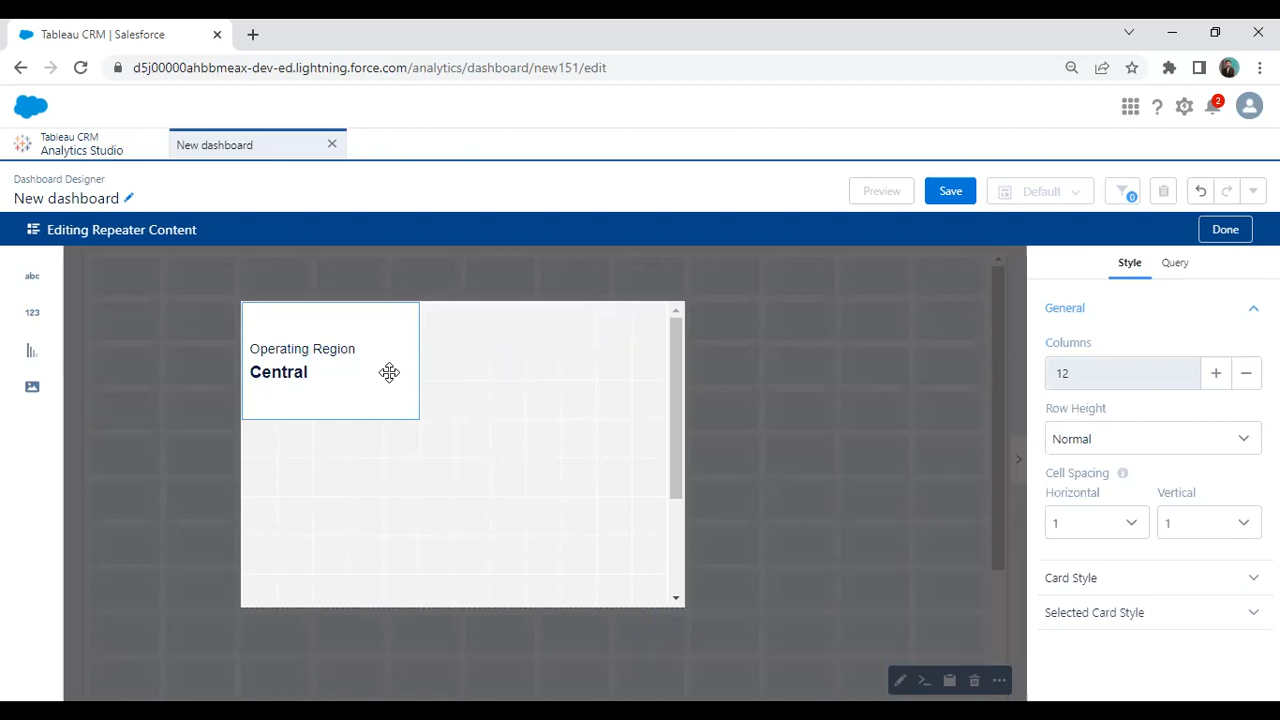 Tableau CRM | Salesforce
d5j00000ahbbmeax-dev-ed.lightning.force.com/analytics/dashboard/new151/edit
2
Tableau CRM
Analytics Studio
New dashboard
Dashboard Designer
New dashboard
Preview
Save
Default
0
Editing Repeater Content
Done
abc
123
Operating Region
Central
Style
Query
General
Columns
12
Row Height
Normal
Cell Spacing
Horizontal
Vertical
1
1
Card Style
Selected Card Style